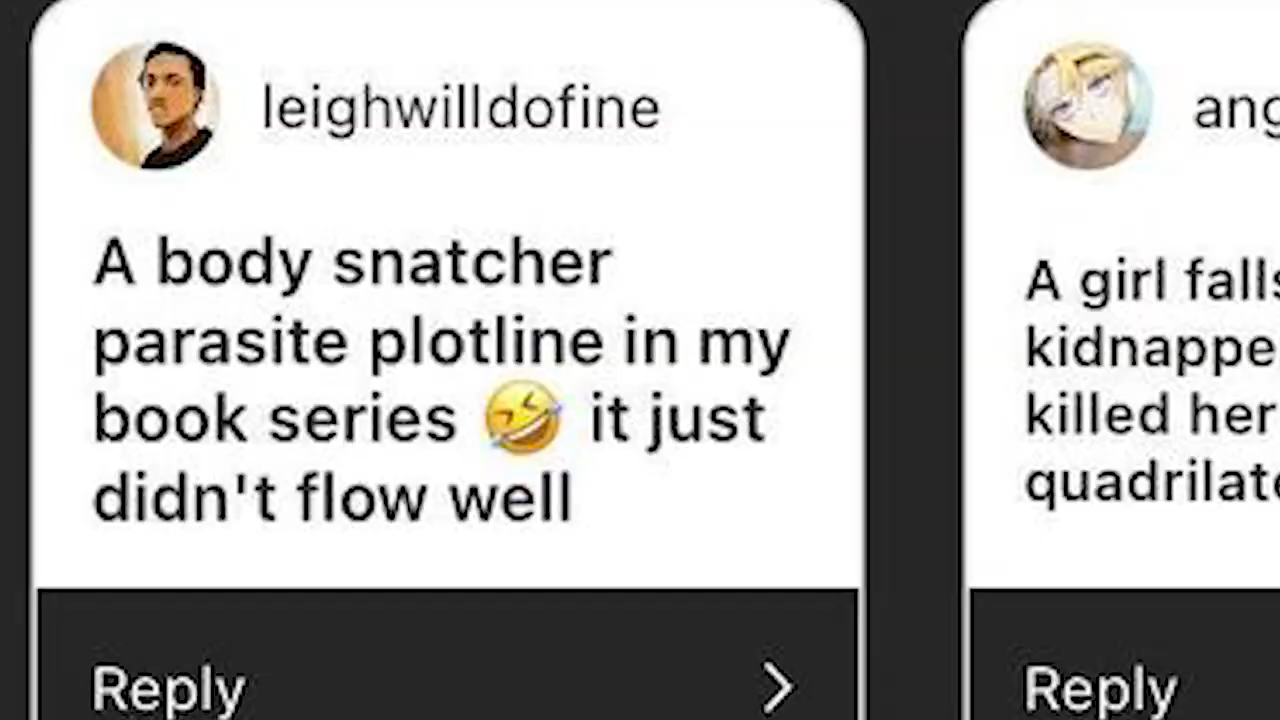 leighwilldofine
A body snatcher
parasite plotline in my
book series 🤣 it just
didn't flow well
Reply
ang
A girl falls
kidnappe
killed her
quadrilate
Reply